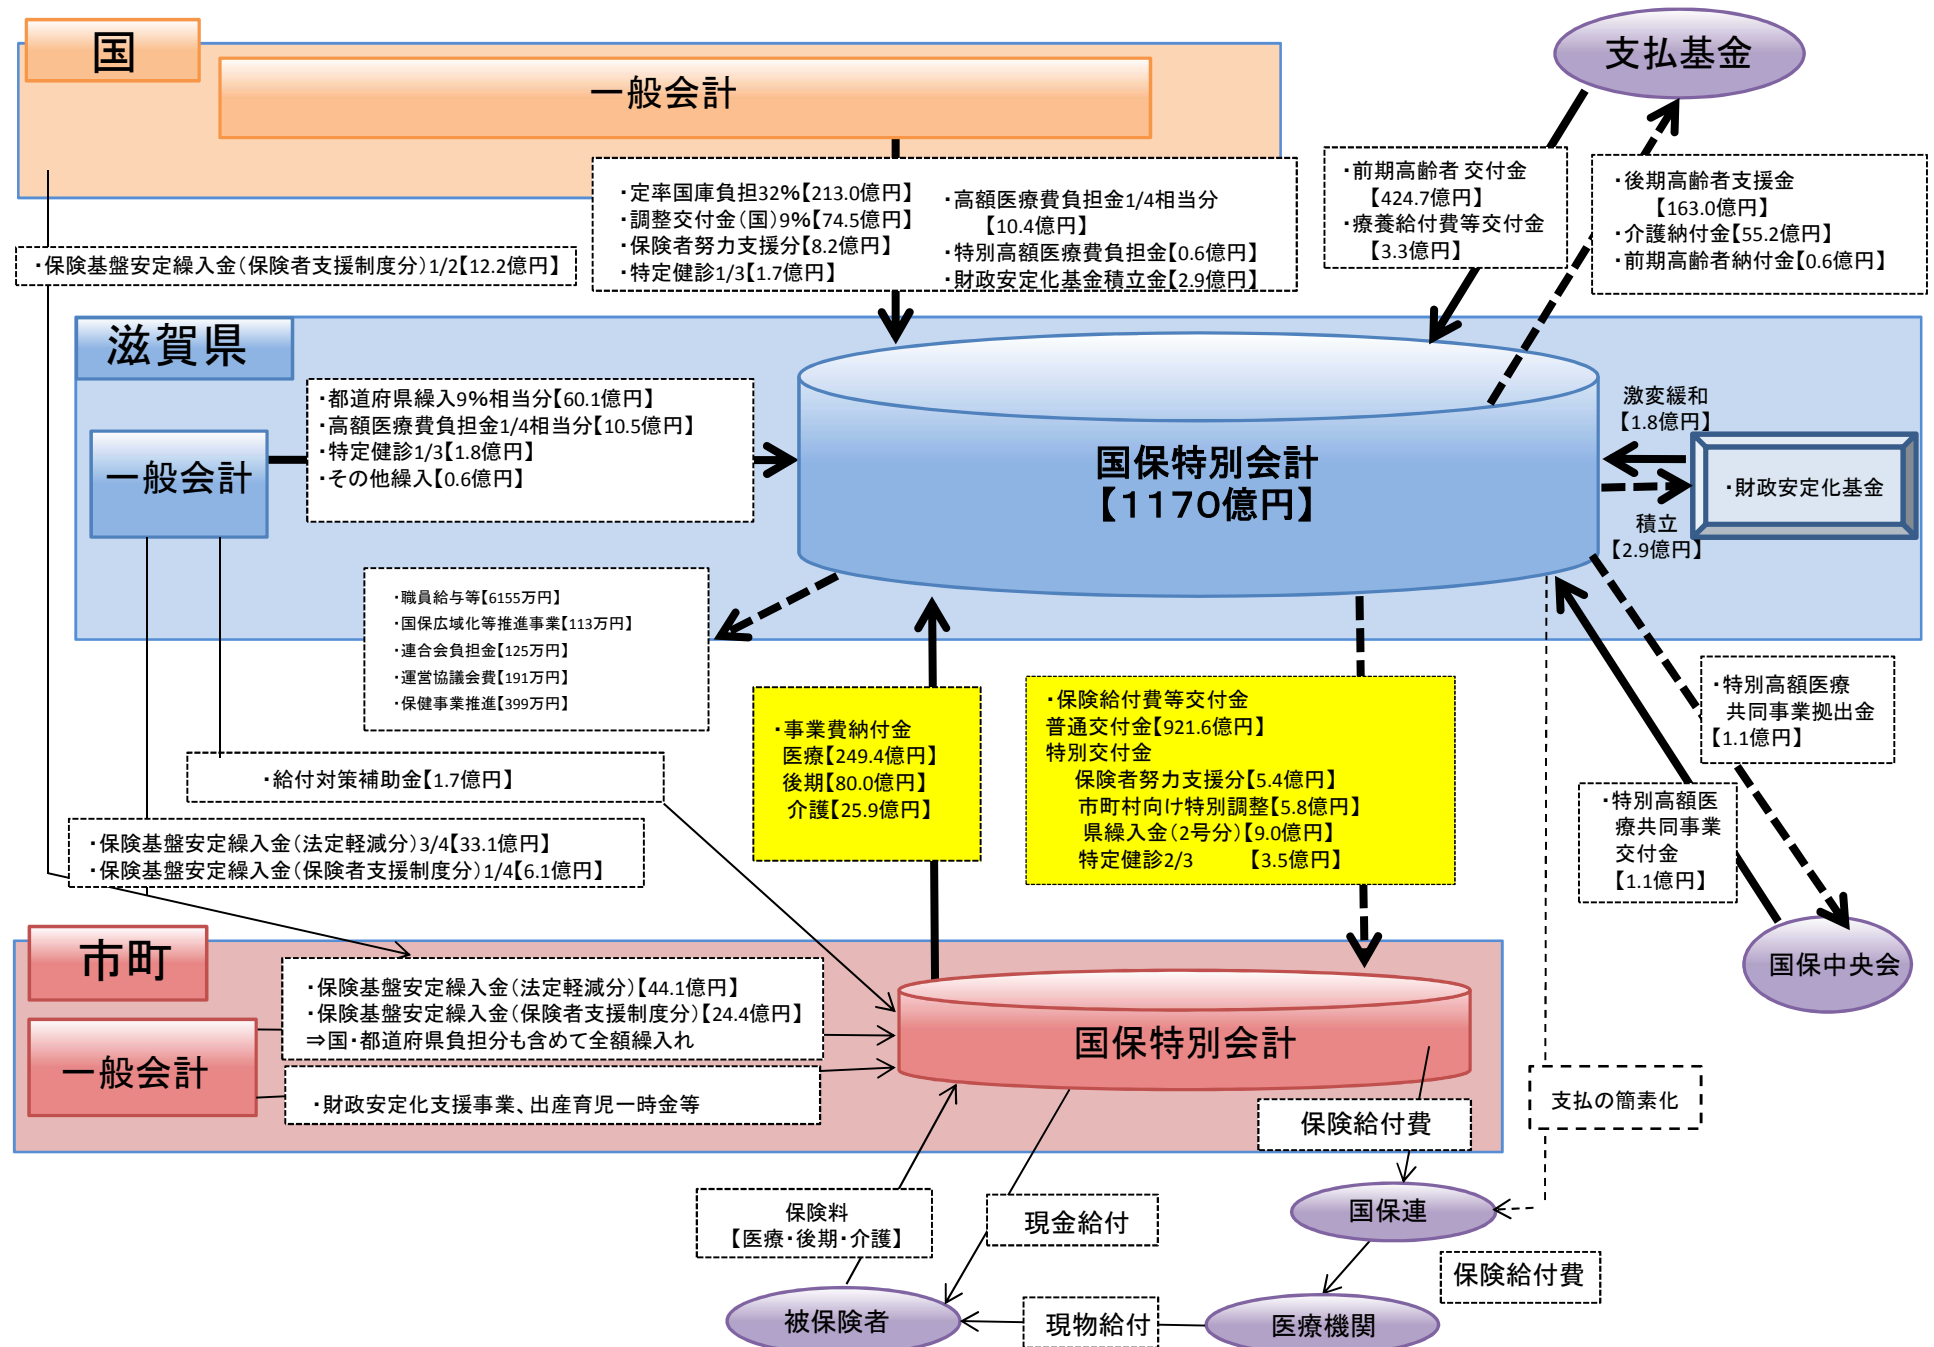 国
一般会計
支払基金
・定率国庫負担32%【213.0億円】
・調整交付金(国)9%【74.5億円】
・保険者努力支援分【8.2億円】
・特定健診1/3【1.7億円】
・高額医療費負担金1/4相当分
【10.4億円】
・特別高額医療費負担金【0.6億円】
・財政安定化基金積立金【2.9億円】
・前期高齢者 交付金
【424.7億円】
・療養給付費等交付金
【3.3億円】
・後期高齢者支援金
【163.0億円】
・介護納付金【55.2億円】
・前期高齢者納付金【0.6億円】
・保険基盤安定繰入金(保険者支援制度分)1/2【12.2億円】
滋賀県
一般会計
・都道府県繰入9%相当分【60.1億円】
・高額医療費負担金1/4相当分【10.5億円】
・特定健診1/3【1.8億円】
・その他繰入【0.6億円】
国保特別会計
【1170億円】
激変緩和
【1.8億円】
・財政安定化基金
積立
【2.9億円】
・職員給与等【6155万円】
・国保広域化等推進事業【113万円】
・連合会負担金【125万円】
・運営協議会費【191万円】
・保健事業推進【399万円】
・事業費納付金
医療【249.4億円】
後期【80.0億円】
介護【25.9億円】
・保険給付費等交付金
普通交付金【921.6億円】
特別交付金
保険者努力支援分【5.4億円】
市町村向け特別調整【5.8億円】
県繰入金(2号分)【9.0億円】
特定健診2/3 【3.5億円】
・特別高額医療
共同事業拠出金
【1.1億円】
・特別高額医
療共同事業
交付金
【1.1億円】
・給付対策補助金【1.7億円】
・保険基盤安定繰入金(法定軽減分)3/4【33.1億円】
・保険基盤安定繰入金(保険者支援制度分)1/4【6.1億円】
国保中央会
市町
一般会計
・保険基盤安定繰入金(法定軽減分)【44.1億円】
・保険基盤安定繰入金(保険者支援制度分)【24.4億円】
⇒国・都道府県負担分も含めて全額繰入れ
・財政安定化支援事業、出産育児一時金等
国保特別会計
保険給付費
支払の簡素化
保険料
【医療・後期・介護】
現金給付
国保連
保険給付費
被保険者
現物給付
医療機関